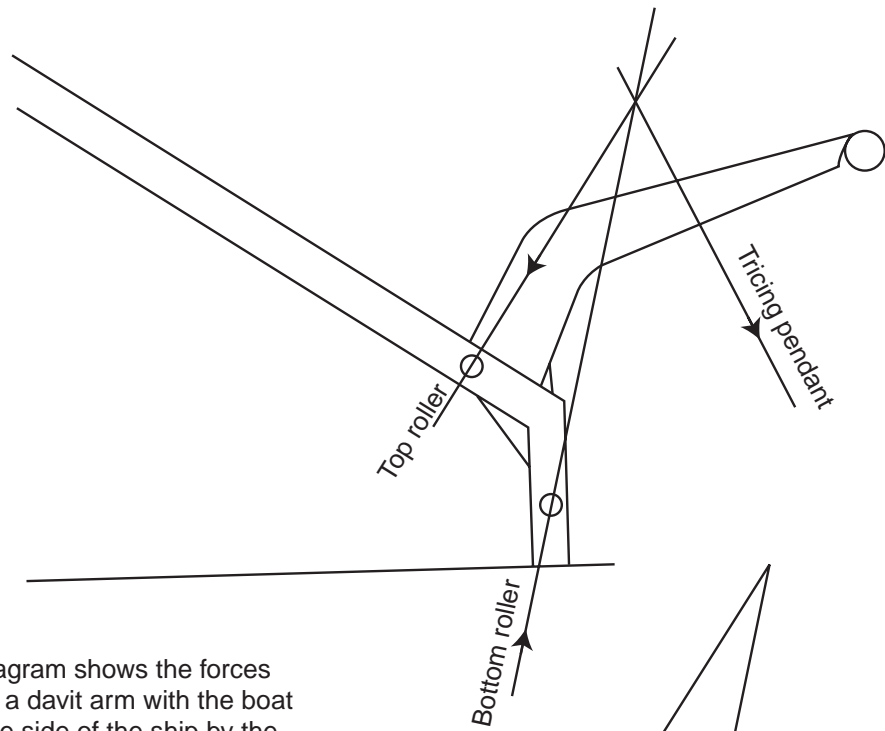 Tricing pendant
Top roller
Bottom roller
agram shows the forces
a davit arm with the boat
e side of the ship by the